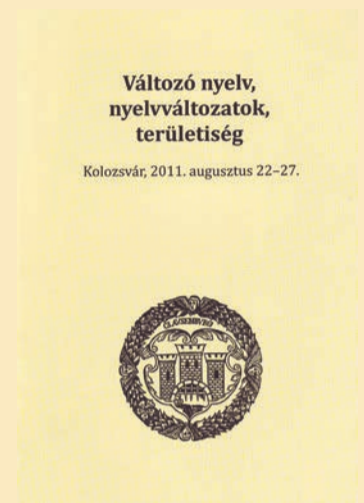 Változó nyelv,
nyelvváltozatok,
területiség
Kolozsvár, 2011. augusztus 22–27.